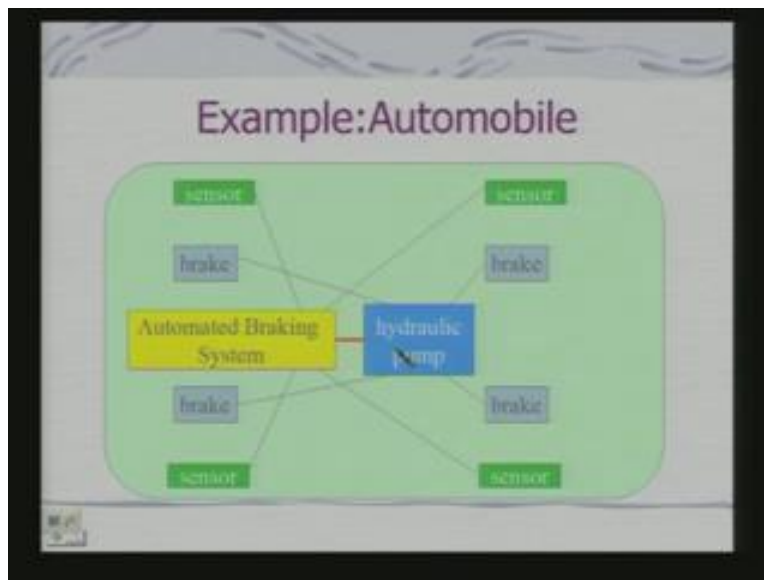 Example:Automobile
sensor
sensor
brake
brake
Automated Braking
System
hydraulic
pump
brake
brake
sensor
sensor